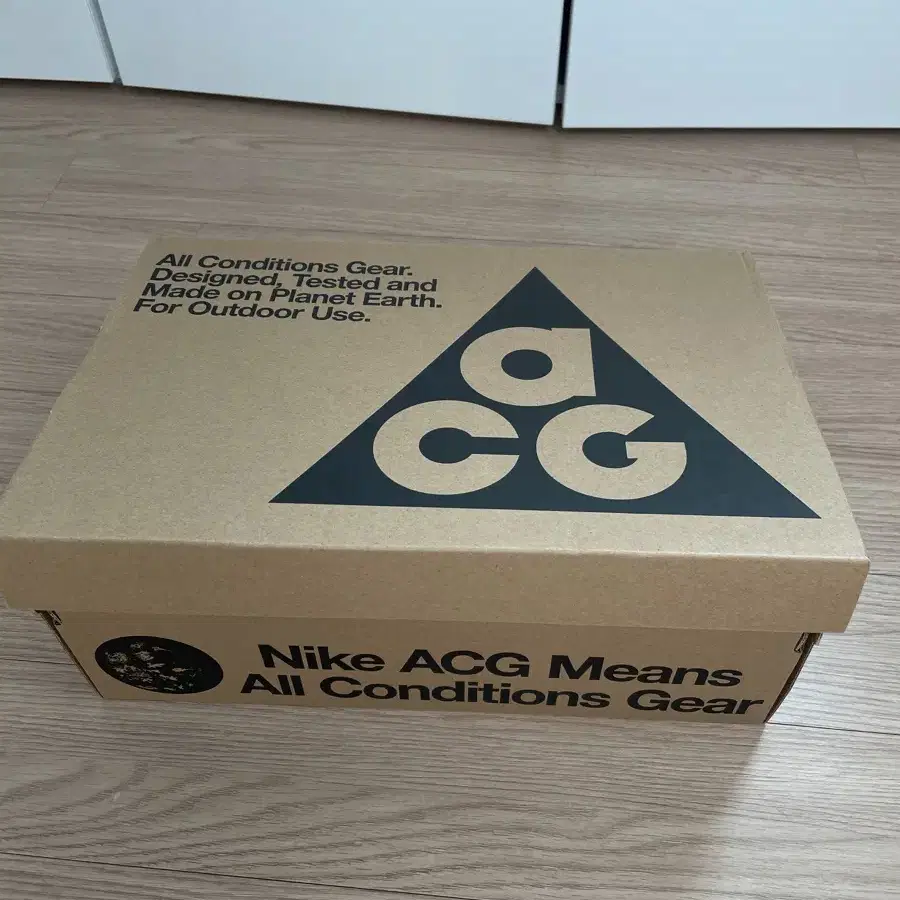 All Conditions Gear.
Designed, Tested and
Made on Planet Earth.
For Outdoor Use.
a
CG
Nike ACG Means
All Conditions Gear